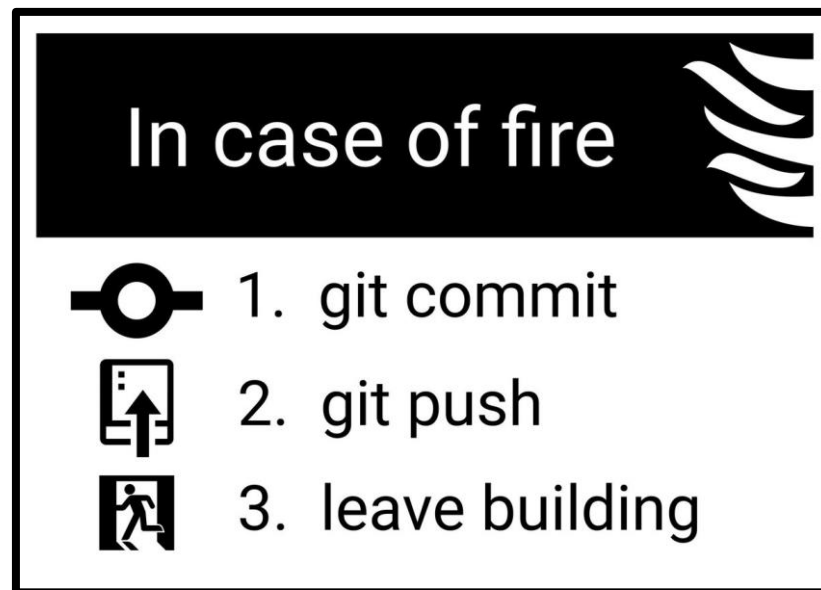 In case of fire
1. git commit
2. git push
3. leave building